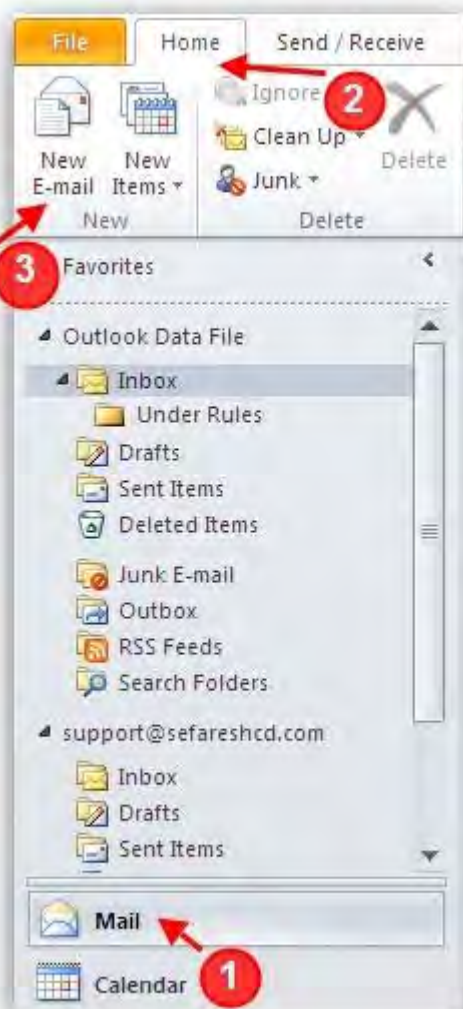 File Home Send / Receive
Ignore
2
Clean Up
New New Delete
E-mail Items Junk
New Delete
3
Favorites
Outlook Data File
Inbox
Under Rules
Drafts
Sent Items
Deleted Items
Junk E-mail
Outbox
RSS Feeds
Search Folders
support@sefareshcd.com
Inbox
Drafts
Sent Items
Mail
1
Calendar